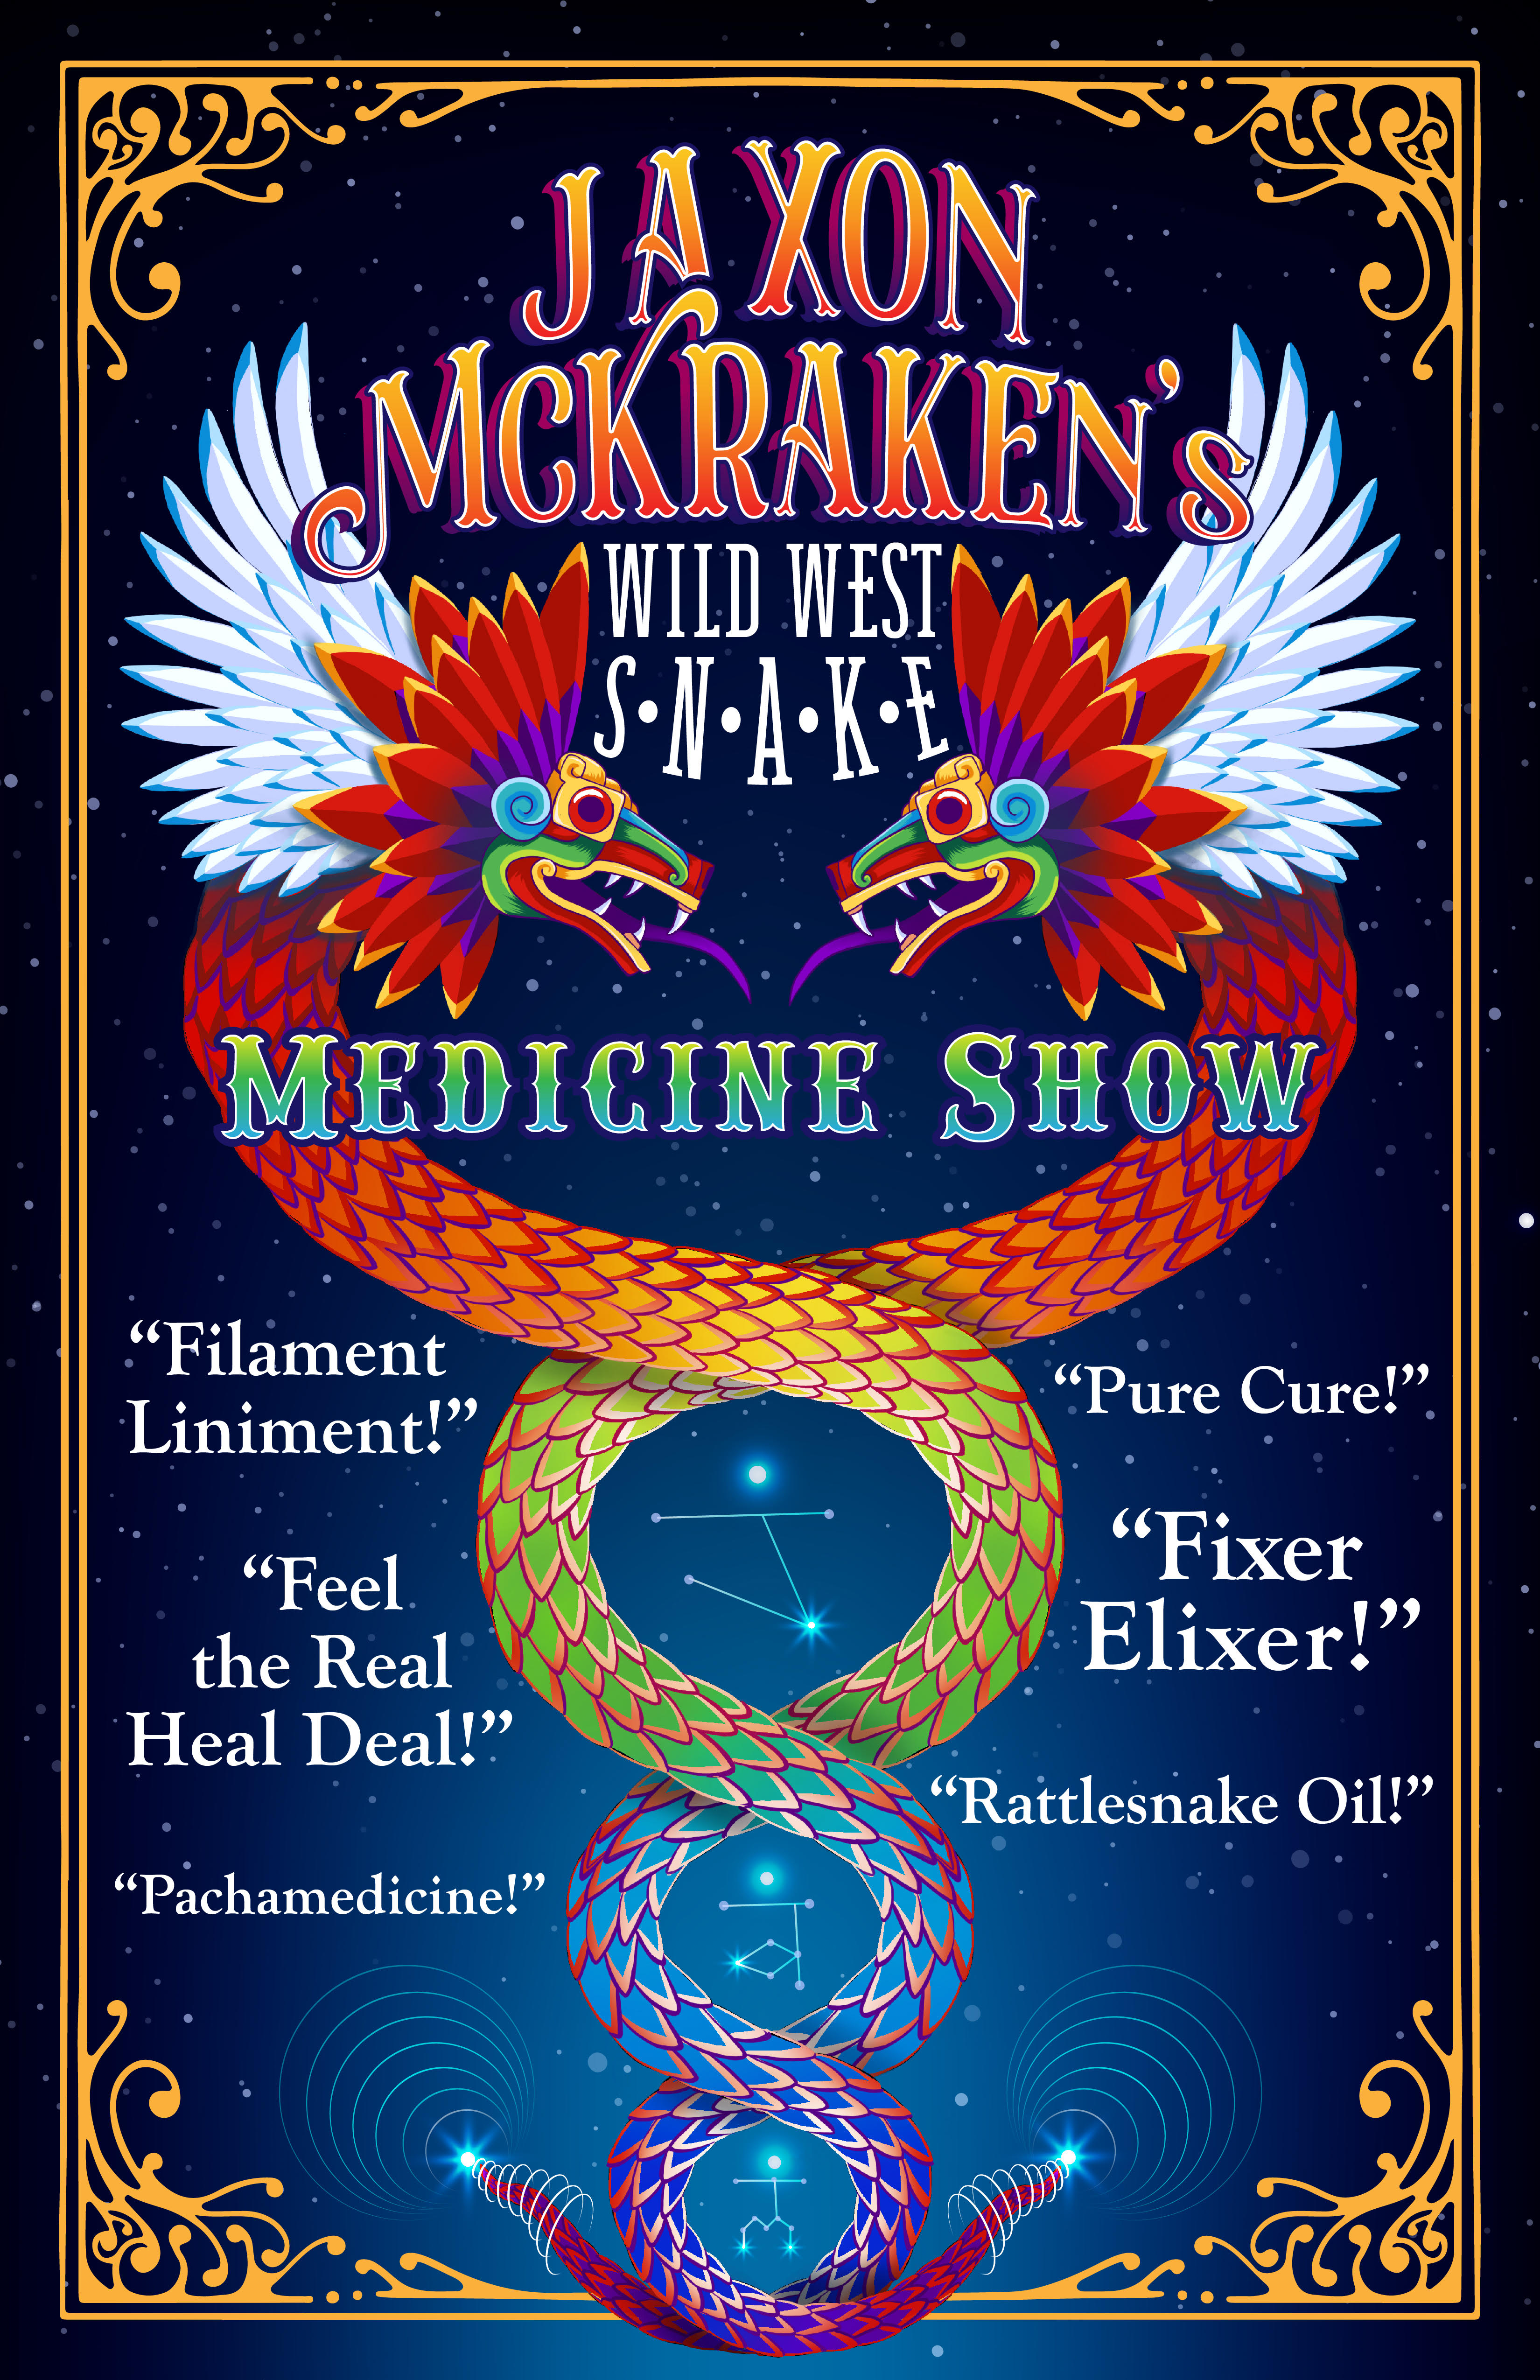 JAXON
MCKRAKEN's
WILD WEST
S•N•A•K•E
MEDICINE SHOW
“Filament
Liniment!”
“Pure Cure!”
“Feel
the Real
Heal Deal!”
“Fixer
Elixer!”
“Rattlesnake Oil!”
“Pachamedicine!”